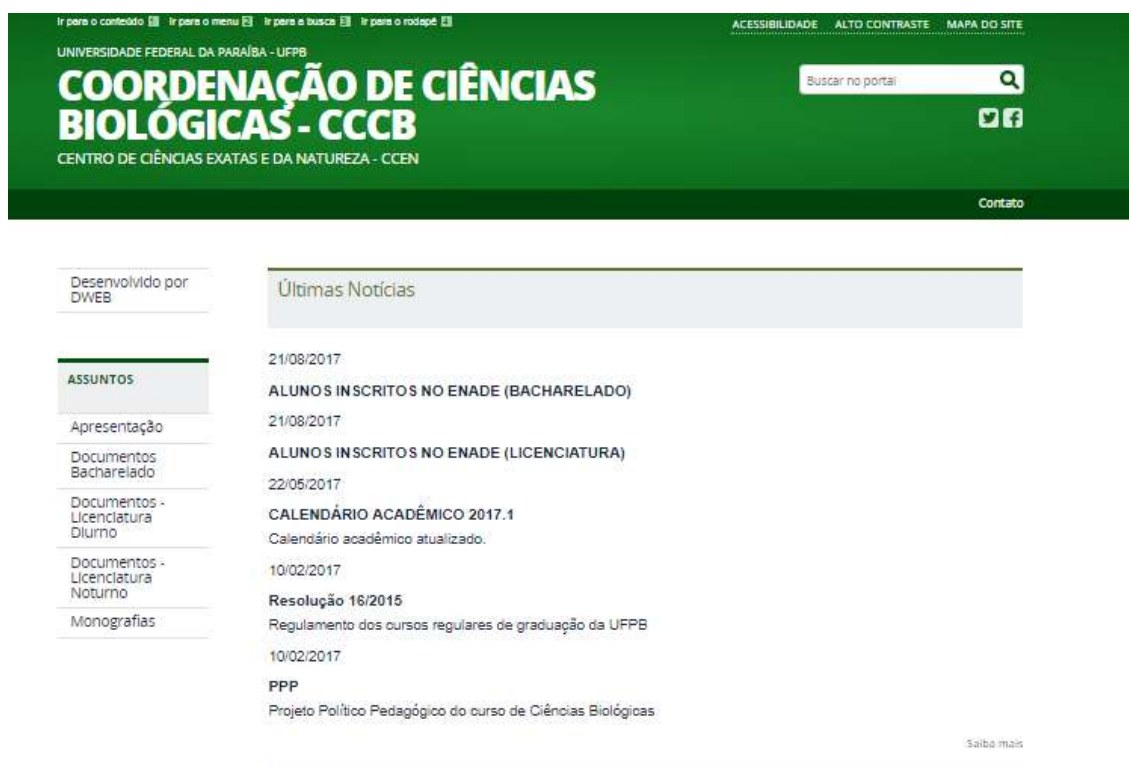 Ir para o conteúdo 1 Ir para o menu 2 Ir para a busca 3 Ir para o rodapé 4
ACESSIBILIDADE ALTO CONTRASTE MAPA DO SITE
UNIVERSIDADE FEDERAL DA PARAÍBA - UFPB
COORDENAÇÃO DE CIÊNCIAS
BIOLÓGICAS - CCCB
CENTRO DE CIÊNCIAS EXATAS E DA NATUREZA - CCEN
Buscar no portal
Contato
Desenvolvido por
DWEB
ASSUNTOS
Apresentação
Documentos
Bacharelado
Documentos -
Licenciatura
Diurno
Documentos -
Licenciatura
Noturno
Monografias
Últimas Notícias
21/08/2017
ALUNOS INSCRITOS NO ENADE (BACHARELADO)
21/08/2017
ALUNOS INSCRITOS NO ENADE (LICENCIATURA)
22/05/2017
CALENDÁRIO ACADÊMICO 2017.1
Calendário acadêmico atualizado.
10/02/2017
Resolução 16/2015
Regulamento dos cursos regulares de graduação da UFPB
10/02/2017
PPP
Projeto Político Pedagógico do curso de Ciências Biológicas
Saiba mais